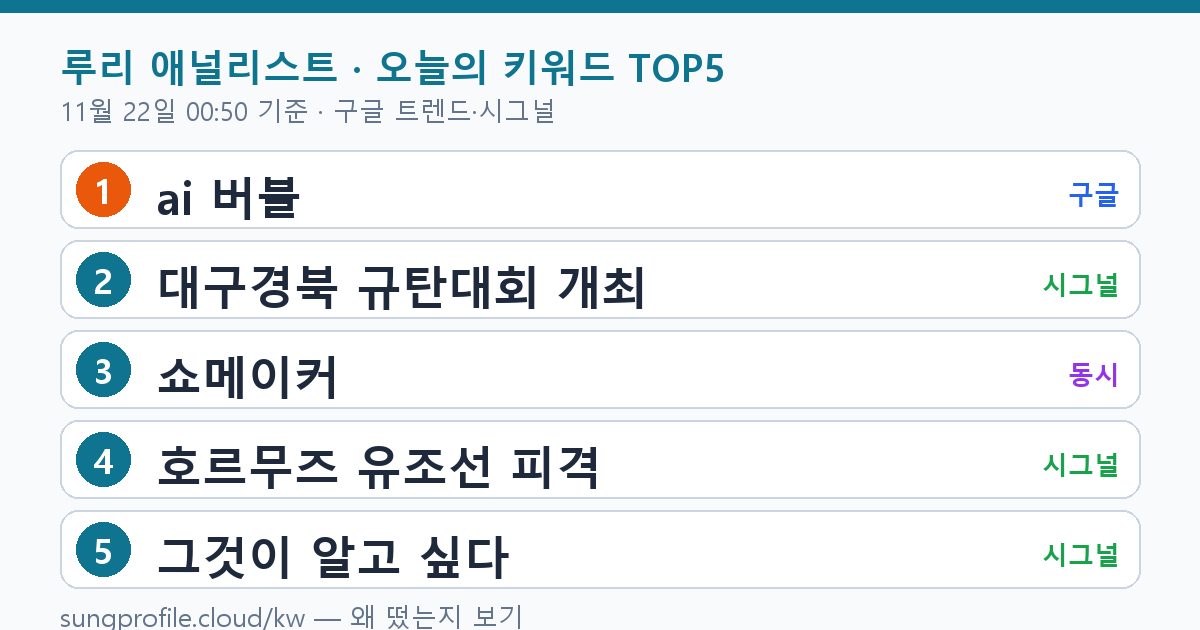 루리 애널리스트 · 오늘의 키워드 TOP5
11월 22일 00:50 기준 · 구글 트렌드·시그널
1 ai 버블 구글
2 대구경북 규탄대회 개최 시그널
3 쇼메이커 동시
4 호르무즈 유조선 피격 시그널
5 그것이 알고 싶다 시그널
sungprofile.cloud/kw — 왜 떴는지 보기